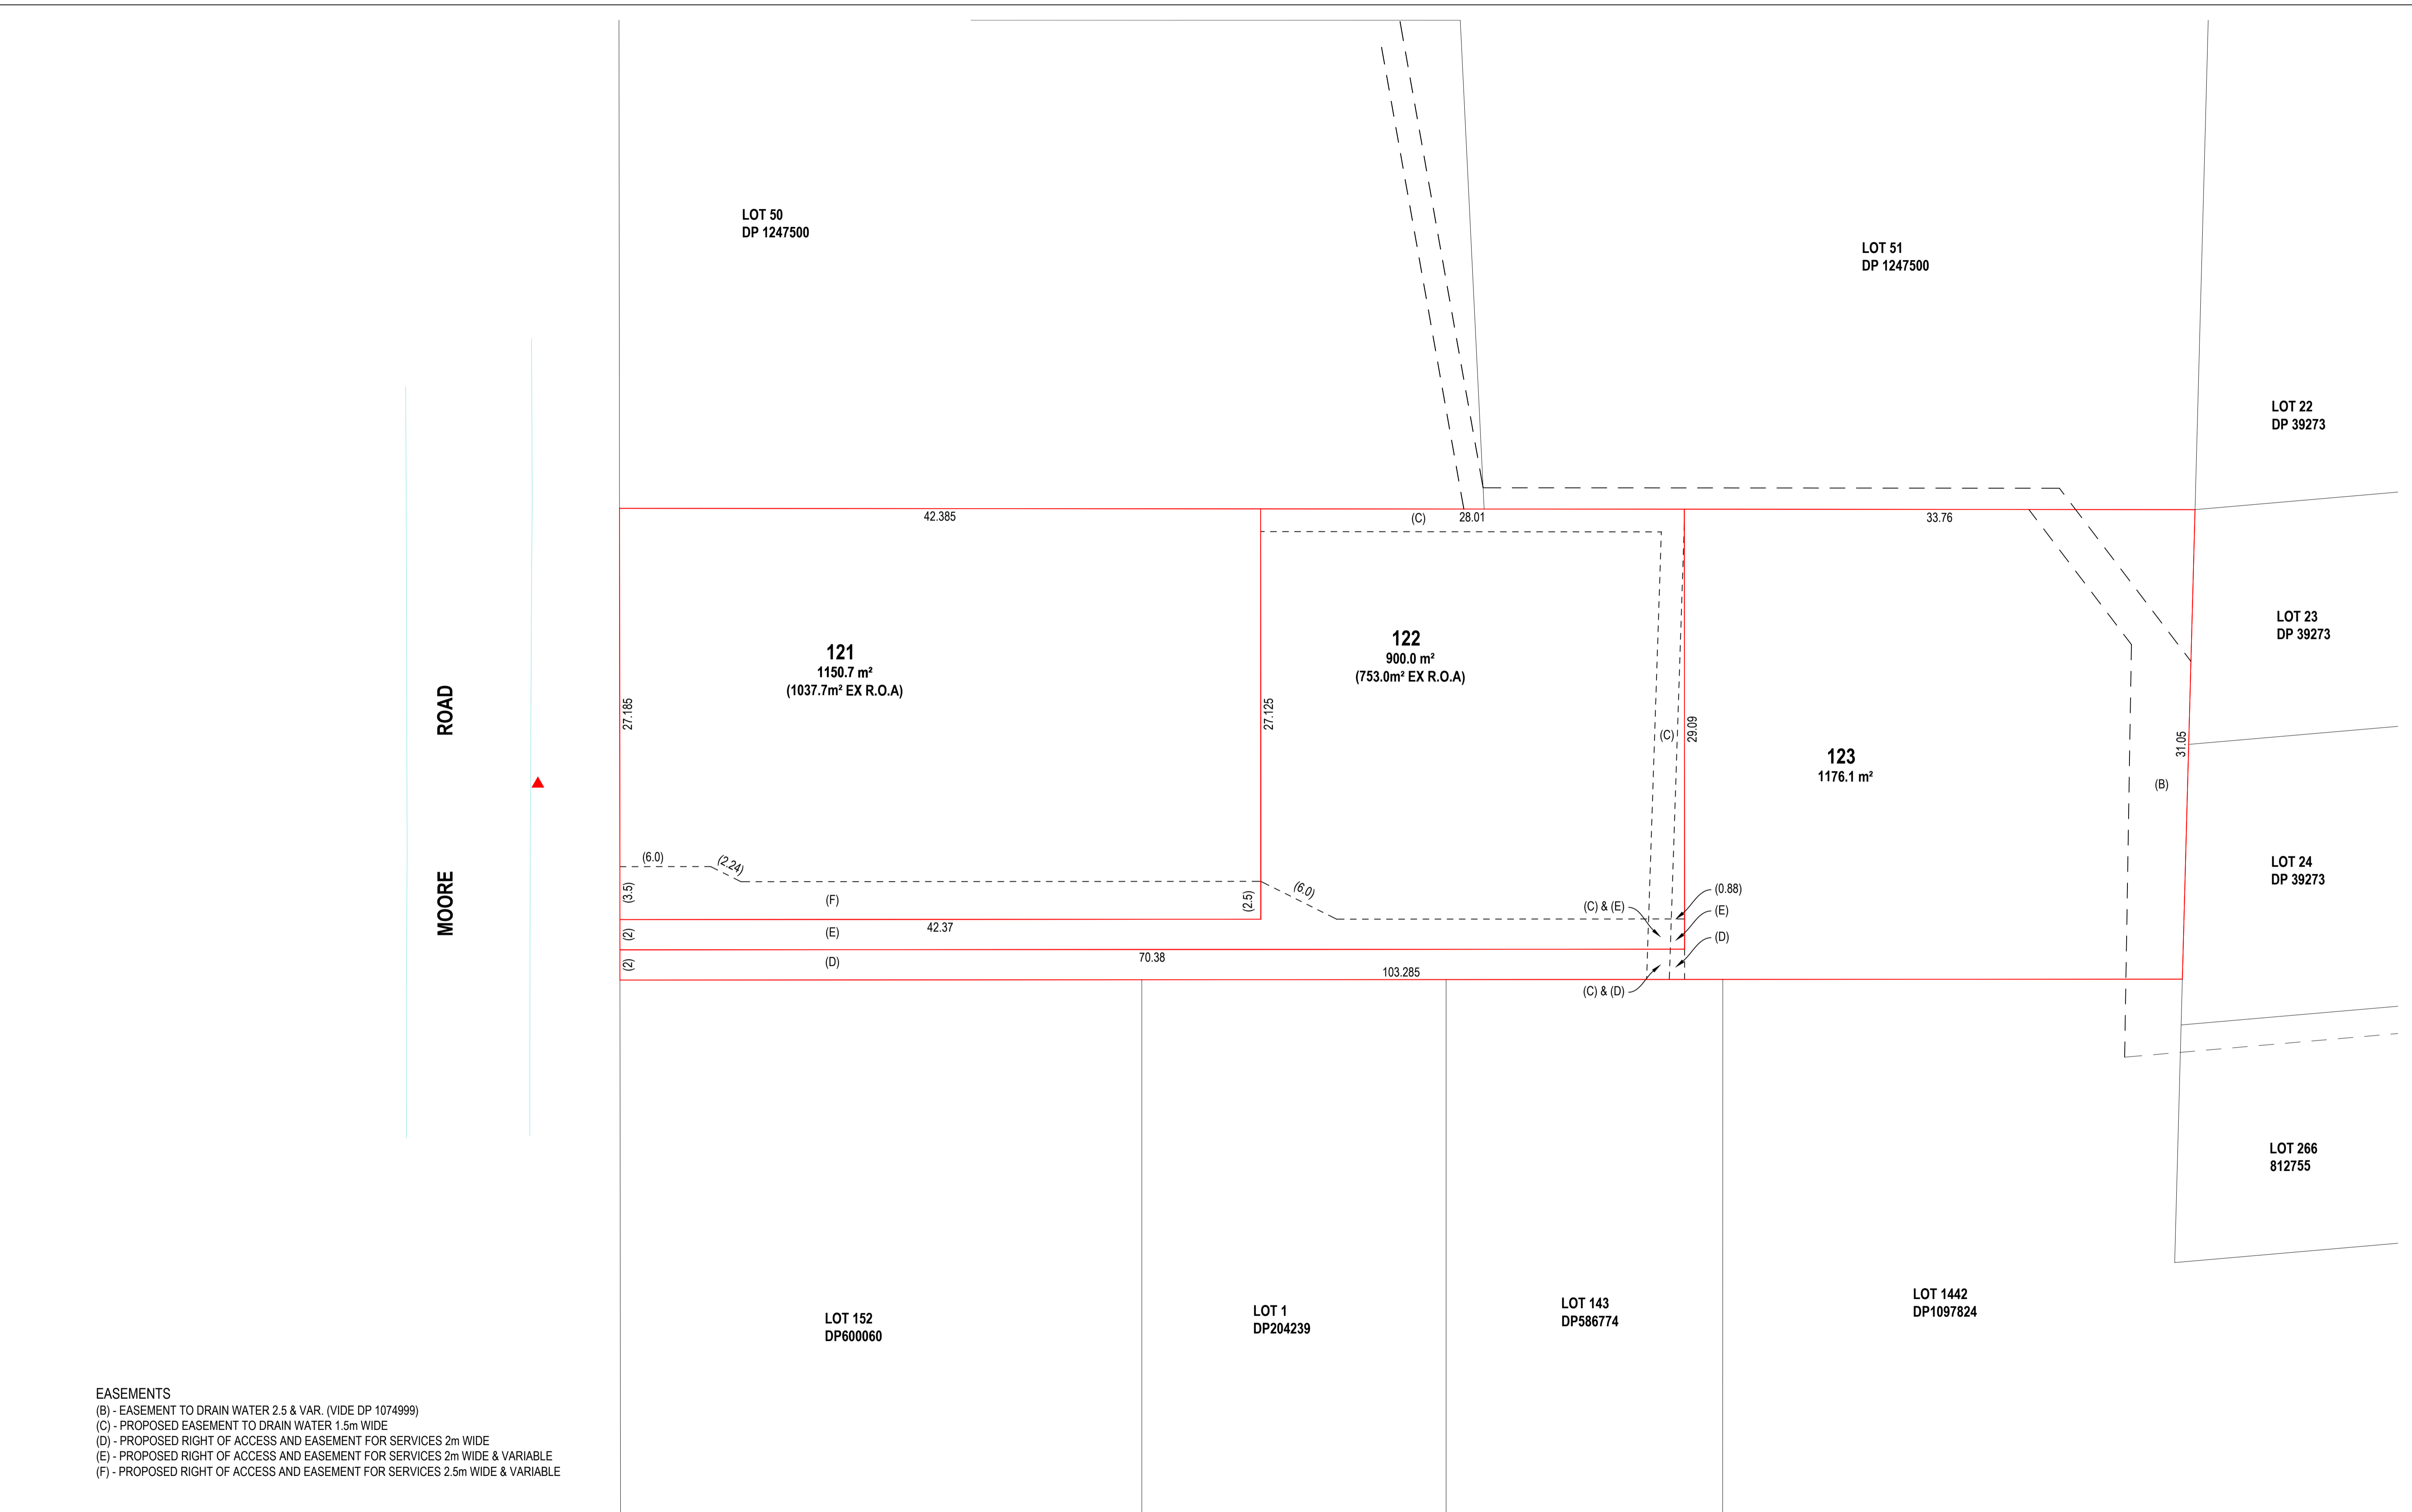 LOT 50
DP 1247500
LOT 51
DP 1247500
LOT 22
DP 39273
42.385
(C)
28.01
33.76
LOT 23
DP 39273
121
1150.7 m²
(1037.7m² EX R.O.A)
122
900.0 m²
(753.0m² EX R.O.A)
ROAD
MOORE
27.185
27.125
(C)
29.09
123
1176.1 m²
31.05
(B)
LOT 24
DP 39273
(6.0)
(2.24)
(3.5)
(F)
(2.5)
(6.0)
(0.88)
(C) & (E)
(E)
42.37
(2)
(E)
(D)
(2)
(D)
70.38
103.285
(C) & (D)
LOT 266
812755
LOT 152
DP600060
LOT 1
DP204239
LOT 143
DP586774
LOT 1442
DP1097824
EASEMENTS
(B) - EASEMENT TO DRAIN WATER 2.5 & VAR. (VIDE DP 1074999)
(C) - PROPOSED EASEMENT TO DRAIN WATER 1.5m WIDE
(D) - PROPOSED RIGHT OF ACCESS AND EASEMENT FOR SERVICES 2m WIDE
(E) - PROPOSED RIGHT OF ACCESS AND EASEMENT FOR SERVICES 2m WIDE & VARIABLE
(F) - PROPOSED RIGHT OF ACCESS AND EASEMENT FOR SERVICES 2.5m WIDE & VARIABLE